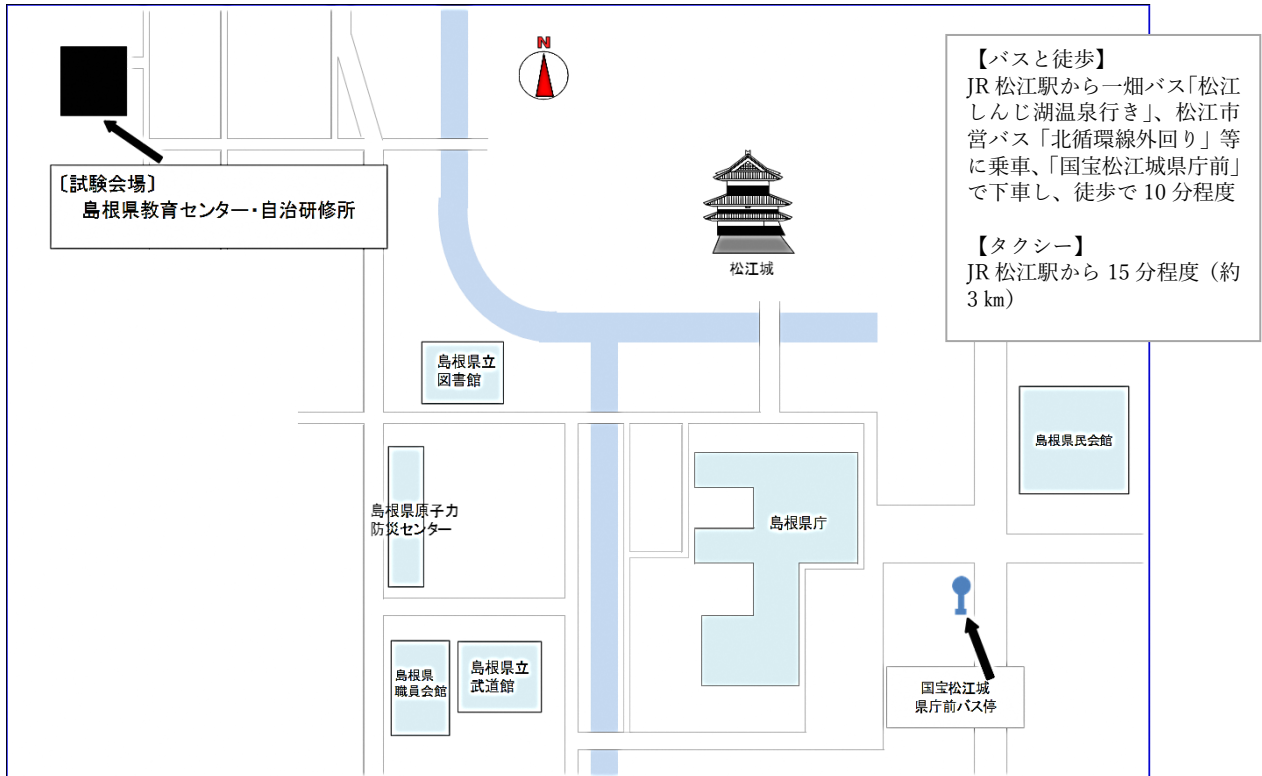 N
【バスと徒歩】
JR 松江駅から一畑バス「松江
しんじ湖温泉行き」、松江市
営バス「北循環線外回り」等
に乗車、「国宝松江城県庁前」
で下車し、徒歩で 10 分程度
【タクシー】
JR 松江駅から 15 分程度（約
3 ㎞）
〔試験会場〕
島根県教育センター・自治研修所
松江城
島根県立
図書館
島根県民会館
島根県原子力
防災センター
島根県庁
島根県
職員会館
島根県立
武道館
国宝松江城
県庁前バス停